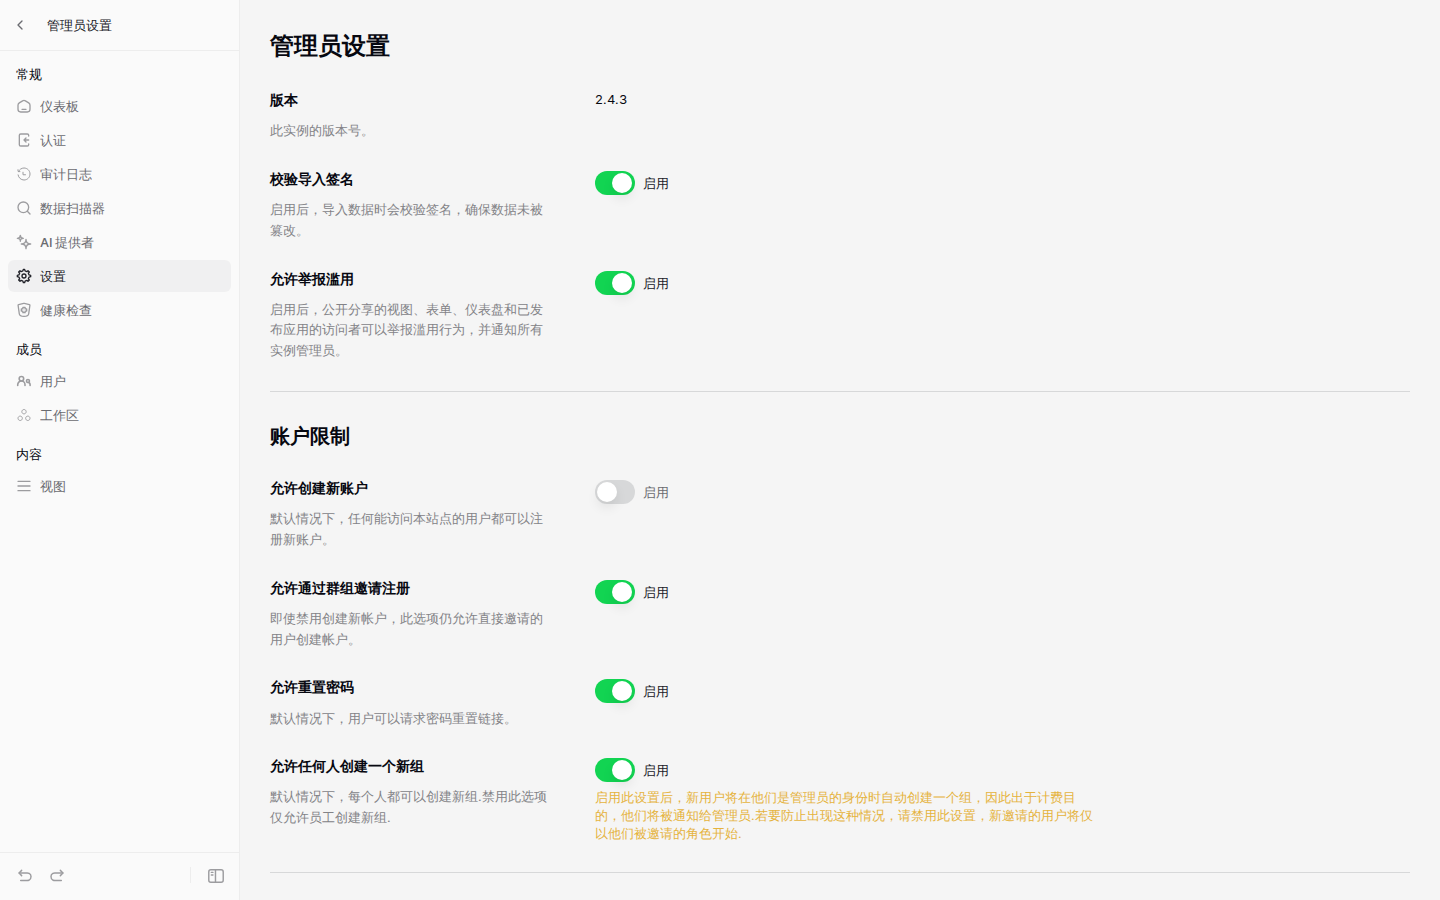 管理员设置
常规
仪表板
认证
审计日志
数据扫描器
AI 提供者
设置
健康检查
成员
用户
工作区
内容
视图
管理员设置
版本
2.4.3
此实例的版本号。
校验导入签名
启用
启用后，导入数据时会校验签名，确保数据未被
篡改。
允许举报滥用
启用
启用后，公开分享的视图、表单、仪表盘和已发
布应用的访问者可以举报滥用行为，并通知所有
实例管理员。
账户限制
允许创建新账户
启用
默认情况下，任何能访问本站点的用户都可以注
册新账户。
允许通过群组邀请注册
启用
即使禁用创建新帐户，此选项仍允许直接邀请的
用户创建帐户。
允许重置密码
启用
默认情况下，用户可以请求密码重置链接。
允许任何人创建一个新组
启用
默认情况下，每个人都可以创建新组.禁用此选项
仅允许员工创建新组.
启用此设置后，新用户将在他们是管理员的身份时自动创建一个组，因此出于计费目
的，他们将被通知给管理员.若要防止出现这种情况，请禁用此设置，新邀请的用户将仅
以他们被邀请的角色开始.